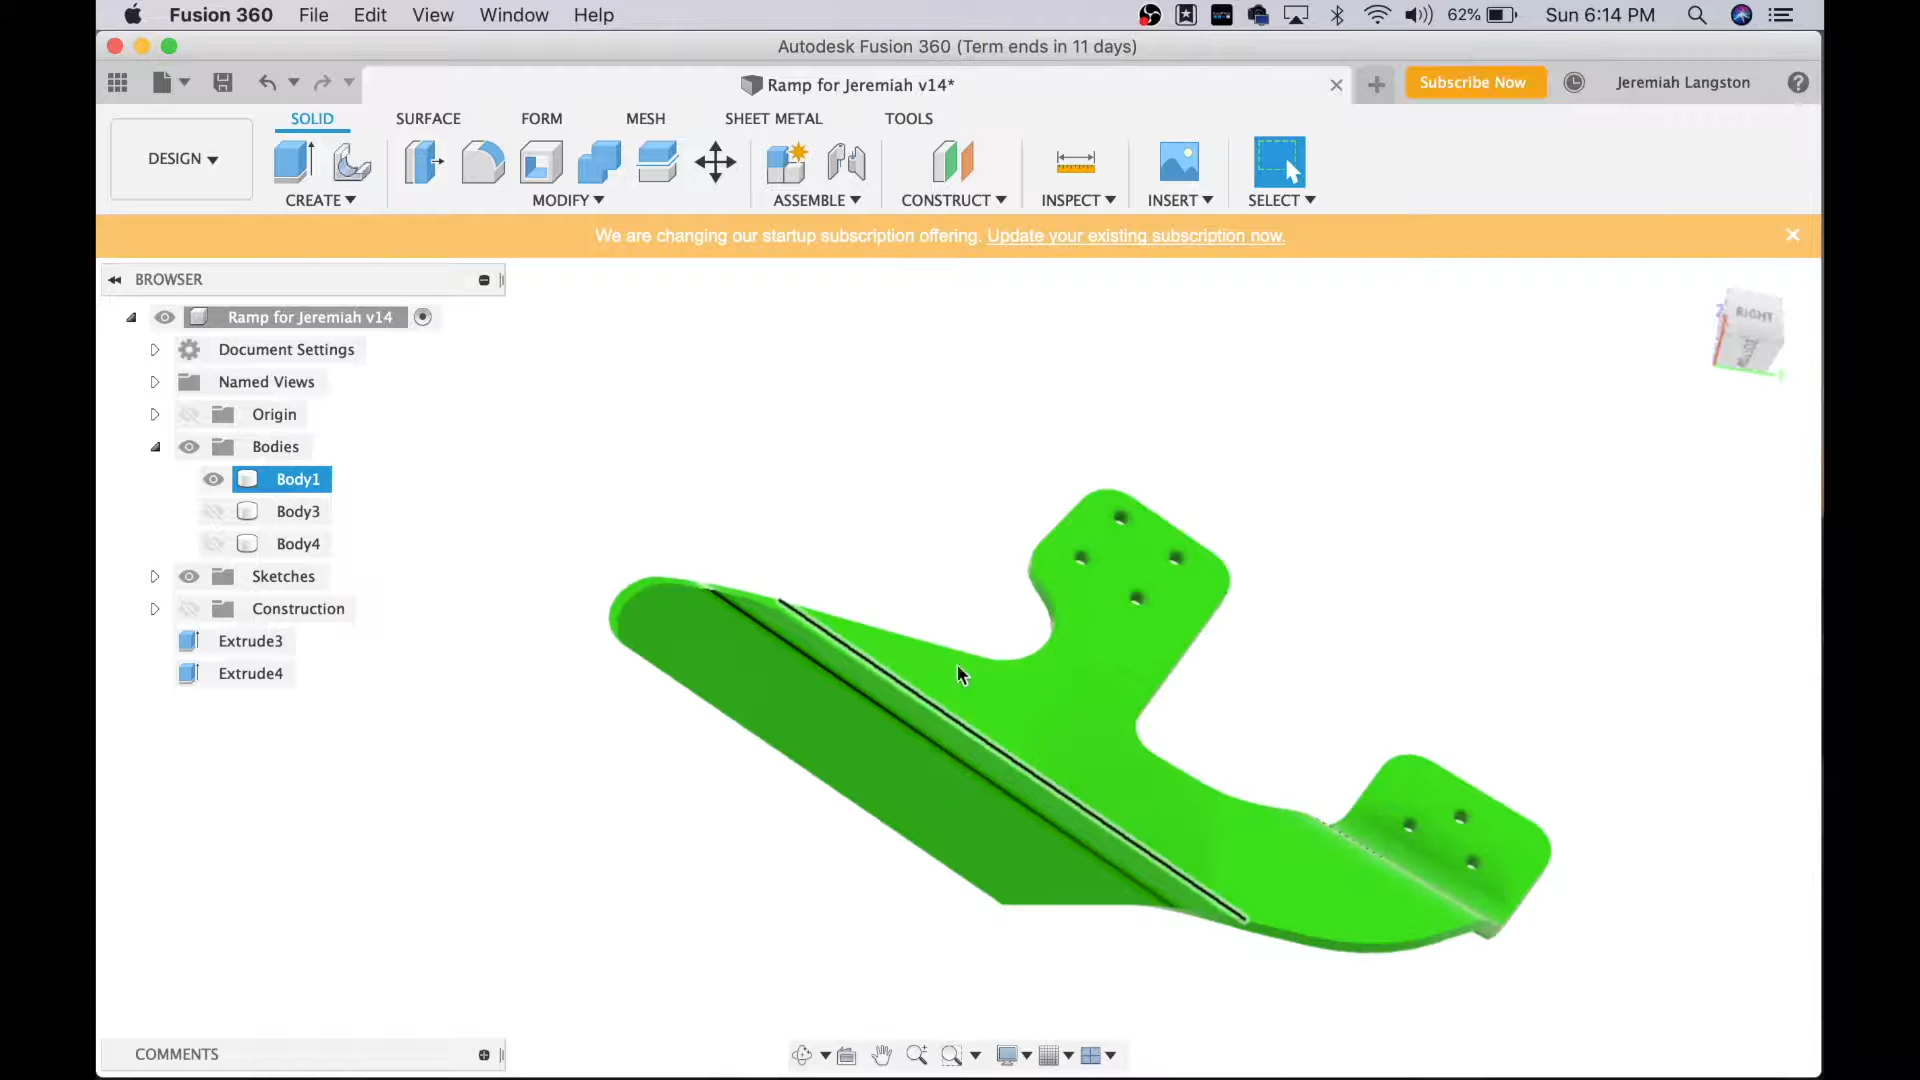 Fusion 360 File Edit View Window Help 62% Sun 6:14 PM
Autodesk Fusion 360 (Term ends in 11 days)
Ramp for Jeremiah v14* Subscribe Now Jeremiah Langston
SOLID SURFACE FORM MESH SHEET METAL TOOLS
DESIGN
CREATE MODIFY ASSEMBLE CONSTRUCT INSPECT INSERT SELECT
We are changing our startup subscription offering. Update your existing subscription now.
BROWSER
Ramp for Jeremiah v14
RIGHT
Document Settings
Named Views
Origin
Bodies
Body1
Body3
Body4
Sketches
Construction
Extrude3
Extrude4
COMMENTS